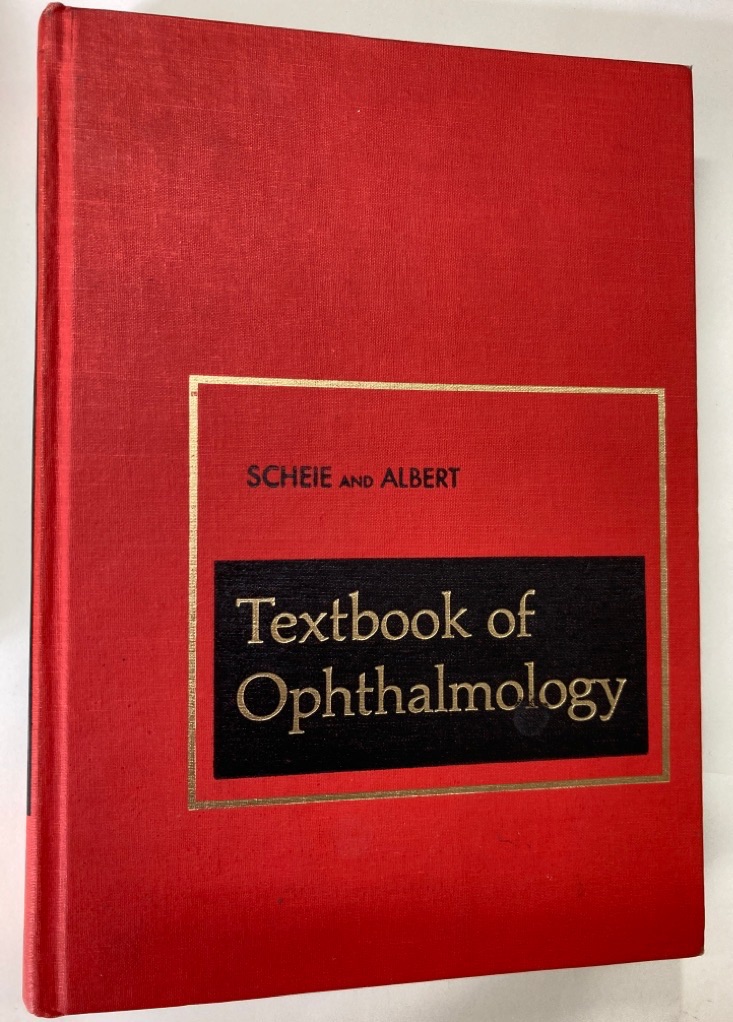 SCHEIE AND ALBERT
Textbook of
Ophthalmology